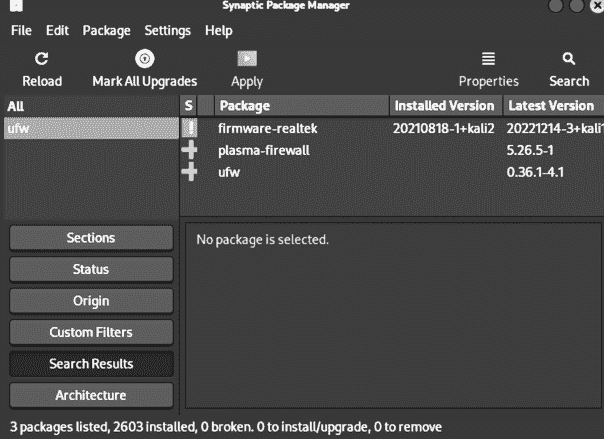 Synaptic Package Manager
File Edit Package Settings Help
Reload Mark All Upgrades Apply Properties Search
All S Package Installed Version Latest Version
ufw firmware-realtek 20210818-1+kali2 20221214-3+kali1
plasma-firewall 5.26.5-1
ufw 0.36.1-4.1
No package is selected.
Sections
Status
Origin
Custom Filters
Search Results
Architecture
3 packages listed, 2603 installed, 0 broken. 0 to install/upgrade, 0 to remove